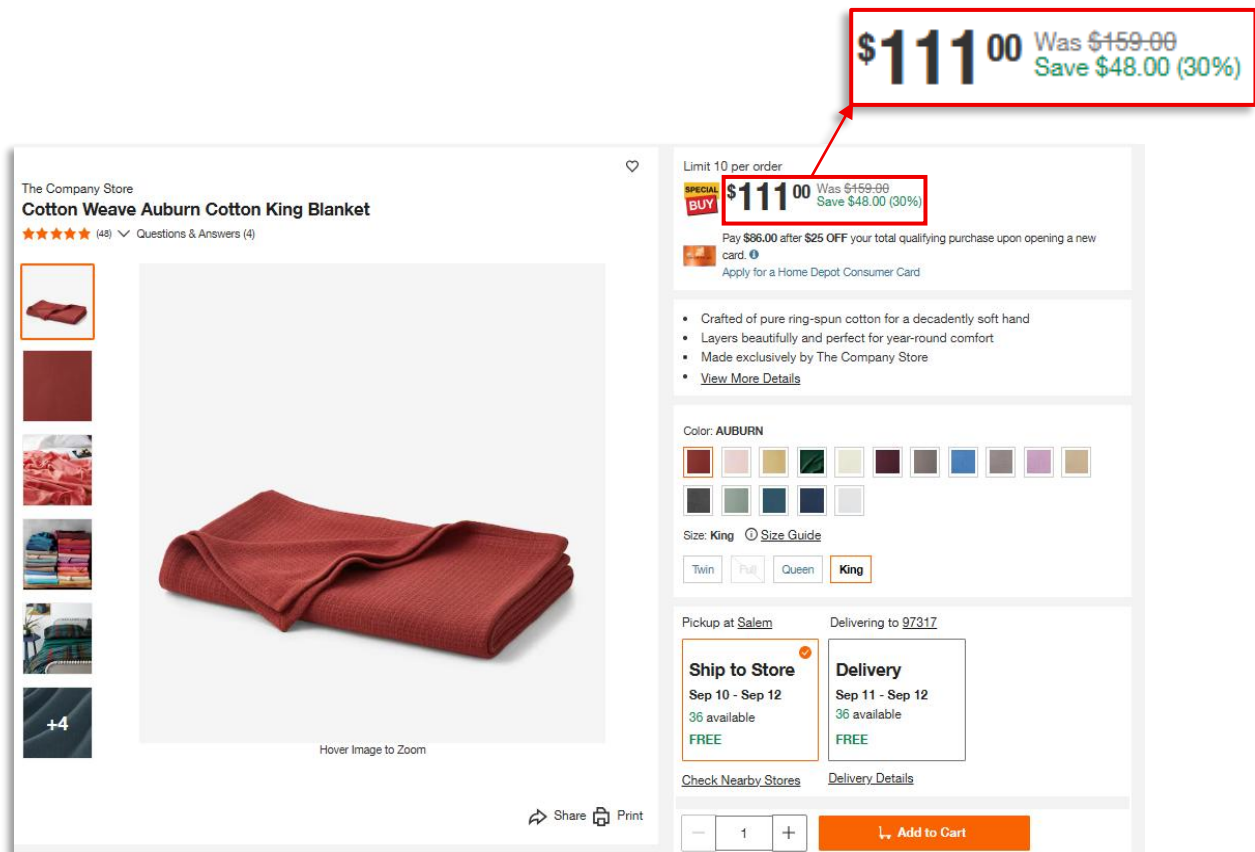 $111 00 Was $159.00
Save $48.00 (30%)
The Company Store
Cotton Weave Auburn Cotton King Blanket
(48) Questions & Answers (4)
+4
Hover Image to Zoom
Share Print
Limit 10 per order
SPECIAL BUY
$111 00 Was $159.00
Save $48.00 (30%)
Pay $86.00 after $25 OFF your total qualifying purchase upon opening a new
card.
Apply for a Home Depot Consumer Card
Crafted of pure ring-spun cotton for a decadently soft hand
Layers beautifully and perfect for year-round comfort
Made exclusively by The Company Store
View More Details
Color: AUBURN
Size: King Size Guide
Twin Full Queen King
Pickup at Salem Delivering to 97317
Ship to Store Delivery
Sep 10 - Sep 12 Sep 11 - Sep 12
36 available 36 available
FREE FREE
Check Nearby Stores Delivery Details
1 Add to Cart